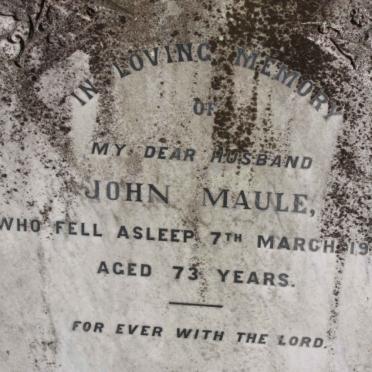 IN LOVING MEMORY
OF
MY DEAR HUSBAND
JOHN MAULE,
WHO FELL ASLEEP 7TH MARCH 19
AGED 73 YEARS.
FOR EVER WITH THE LORD.